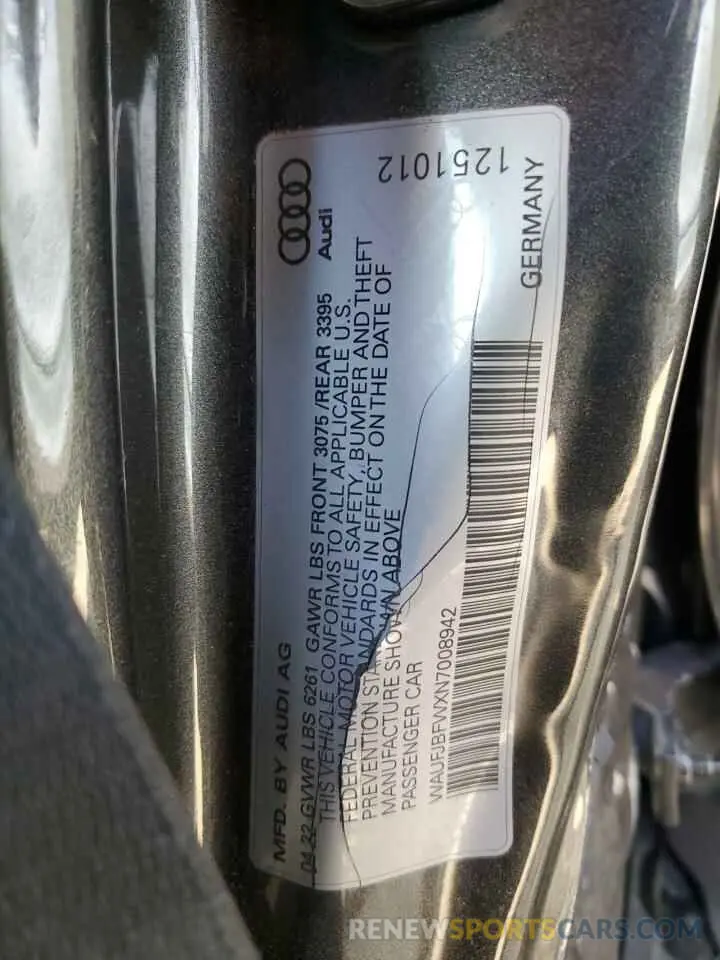 MFD. BY AUDI AG
04.22 GVWR LBS 6261 GAWR LBS FRONT 3075 /REAR 3395
THIS VEHICLE CONFORMS TO ALL APPLICABLE U.S.
FEDERAL MOTOR VEHICLE SAFETY, BUMPER AND THEFT
PREVENTION STANDARDS IN EFFECT ON THE DATE OF
MANUFACTURE SHOWN ABOVE
PASSENGER CAR
WAUFJBFWXN7008942
Audi
1251012
GERMANY
RENEWSPORTSCARS.COM